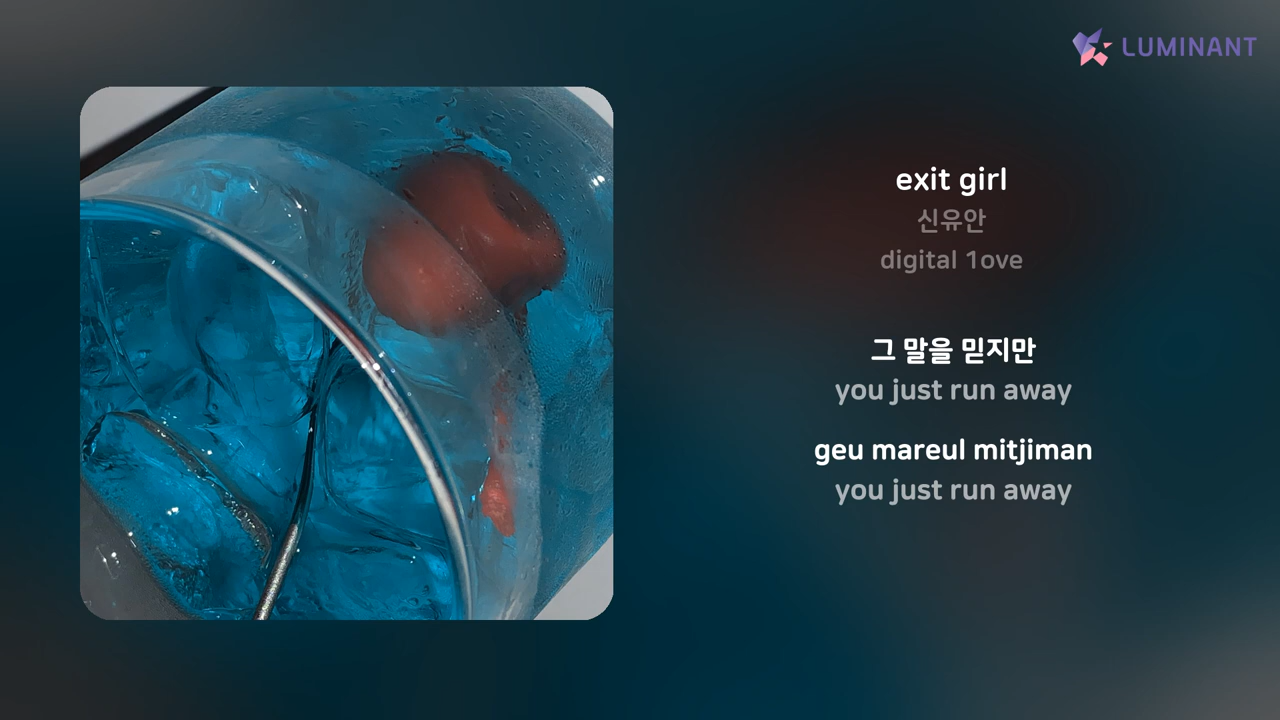 LUMINANT
exit girl
신유안
digital 1ove
그 말을 믿지만
you just run away
geu mareul mitjiman
you just run away